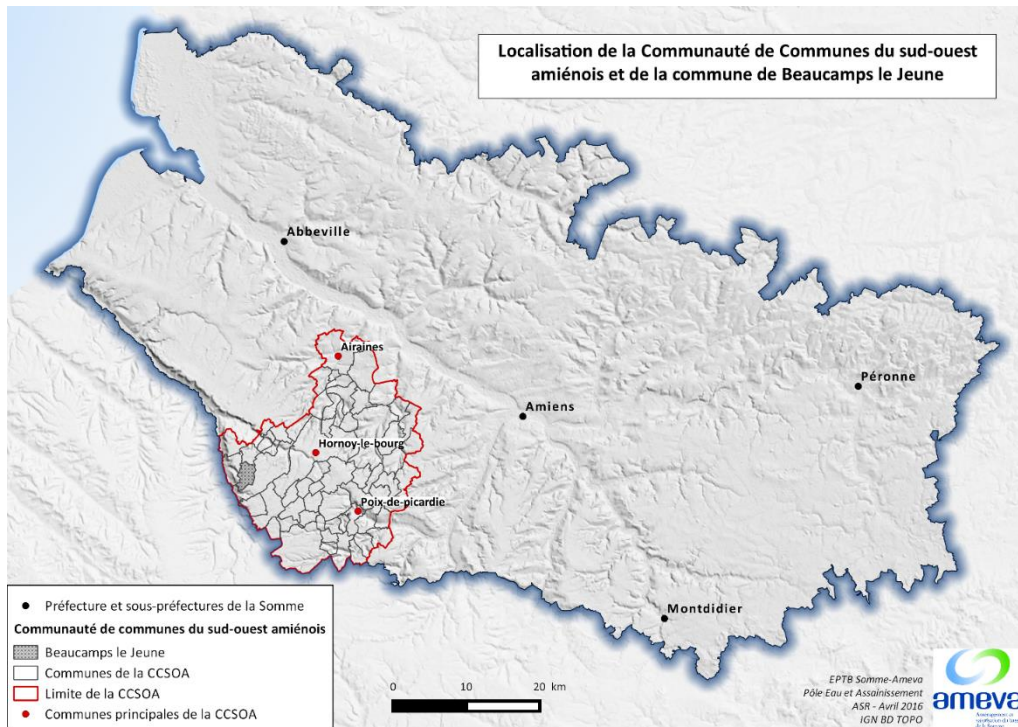 Localisation de la Communauté de Communes du sud-ouest
amiénois et de la commune de Beaucamps le Jeune
Abbeville
Airaines
Péronne
Amiens
Hornoy-le-bourg
Poix-de-picardie
Montdidier
Préfecture et sous-préfectures de la Somme
Communauté de communes du sud-ouest amiénois
Beaucamps le Jeune
Communes de la CCSOA
Limite de la CCSOA
Communes principales de la CCSOA
0 10 20 km
EPTB Somme-Ameva
Pôle Eau et Assainissement
ASR - Avril 2016
IGN BD TOPO
ameva